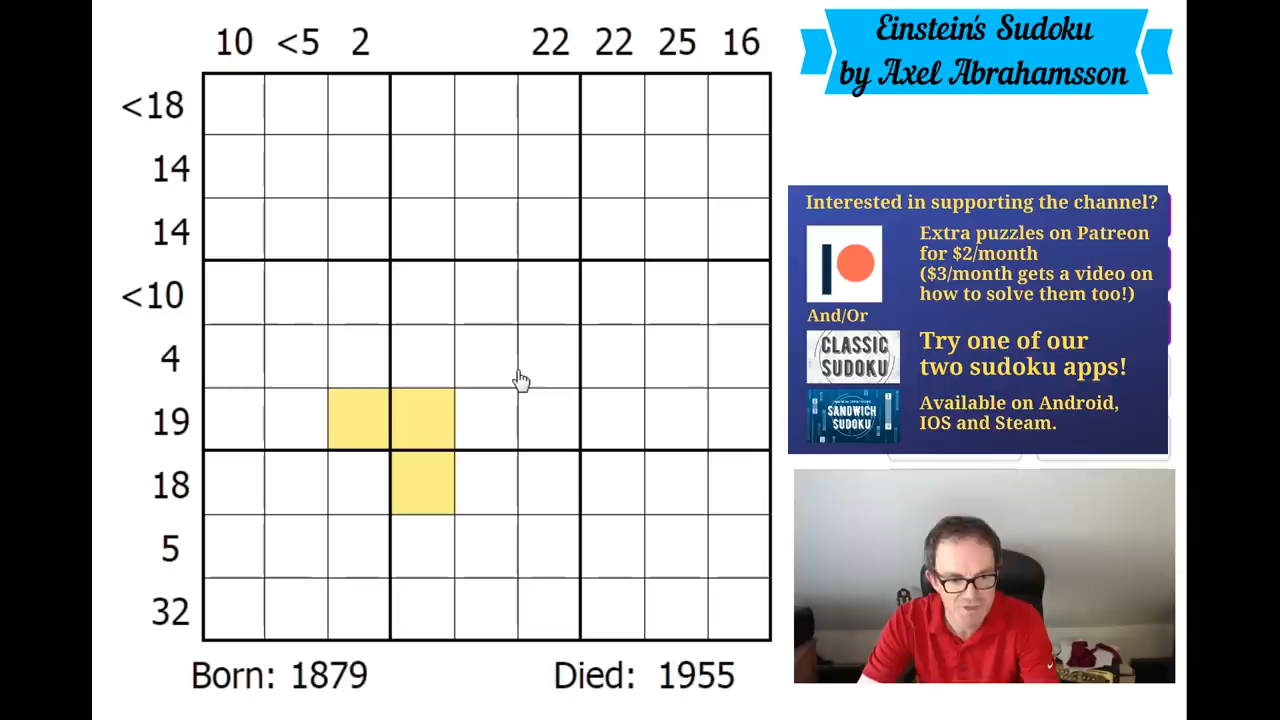 Einstein's Sudoku
by Axel Abrahamsson
10 <5 2 22 22 25 16
<18
14
14
<10
4
19
18
5
32
Born: 1879 Died: 1955
Interested in supporting the channel?
Extra puzzles on Patreon
for $2/month
($3/month gets a video on
how to solve them too!)
And/Or
CLASSIC
SUDOKU
Try one of our
two sudoku apps!
SANDWICH
SUDOKU
Available on Android,
IOS and Steam.